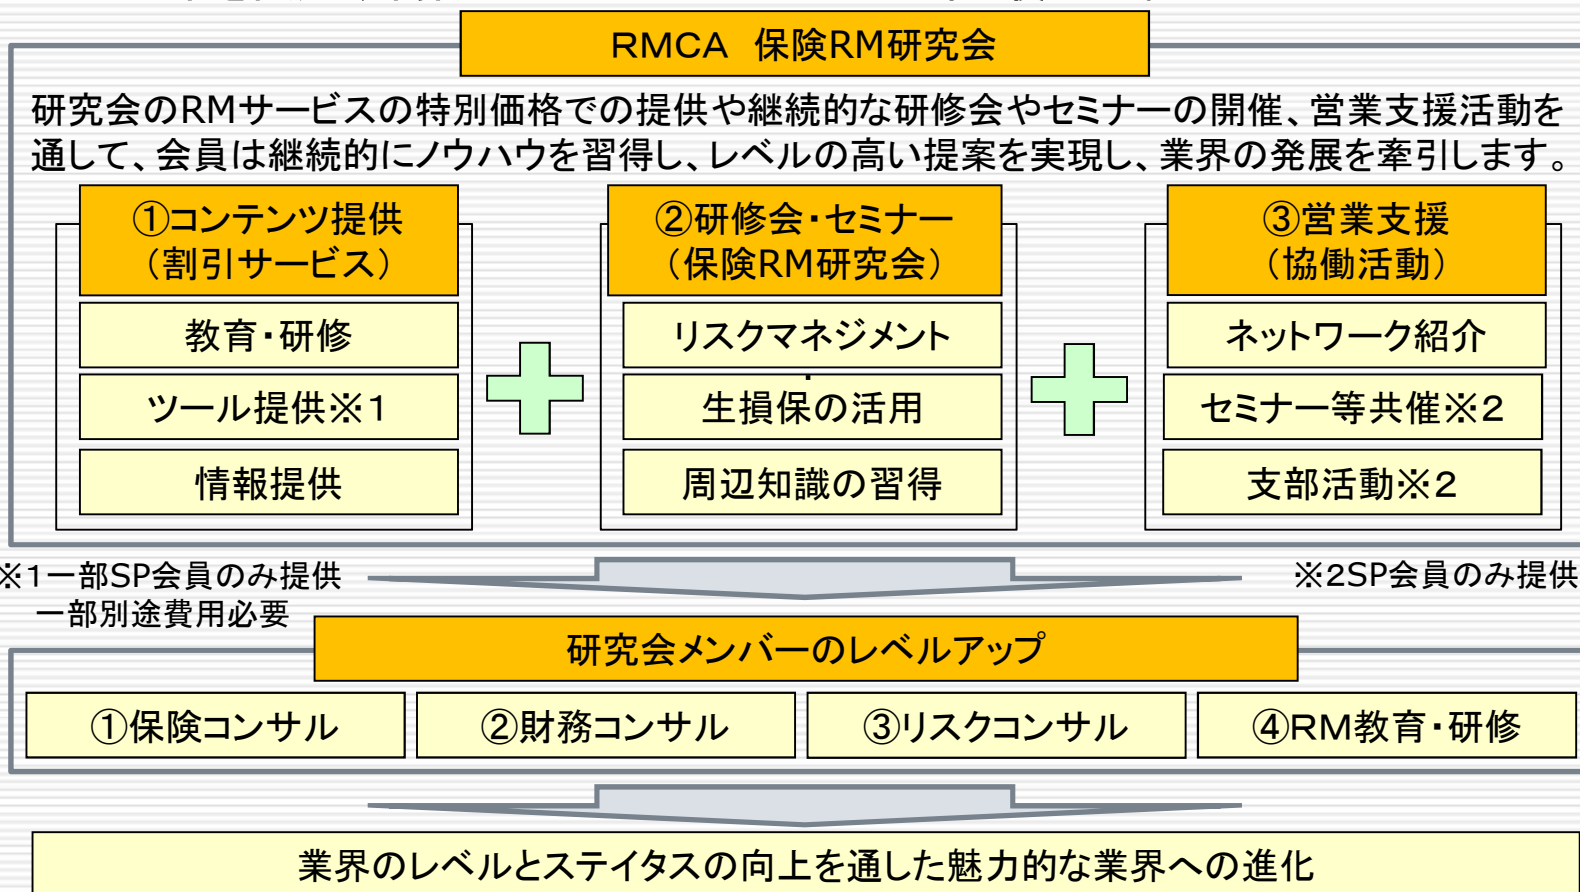 RMCA 保険RM研究会
研究会のRMサービスの特別価格での提供や継続的な研修会やセミナーの開催、営業支援活動を
通して、会員は継続的にノウハウを習得し、レベルの高い提案を実現し、業界の発展を牽引します。
①コンテンツ提供
（割引サービス）
教育・研修
ツール提供※1
情報提供
②研修会・セミナー
（保険RM研究会）
リスクマネジメント
生損保の活用
周辺知識の習得
③営業支援
（協働活動）
ネットワーク紹介
セミナー等共催※2
支部活動※2
※1一部SP会員のみ提供
一部別途費用必要
※2SP会員のみ提供
研究会メンバーのレベルアップ
①保険コンサル
②財務コンサル
③リスクコンサル
④RM教育・研修
業界のレベルとステイタスの向上を通した魅力的な業界への進化